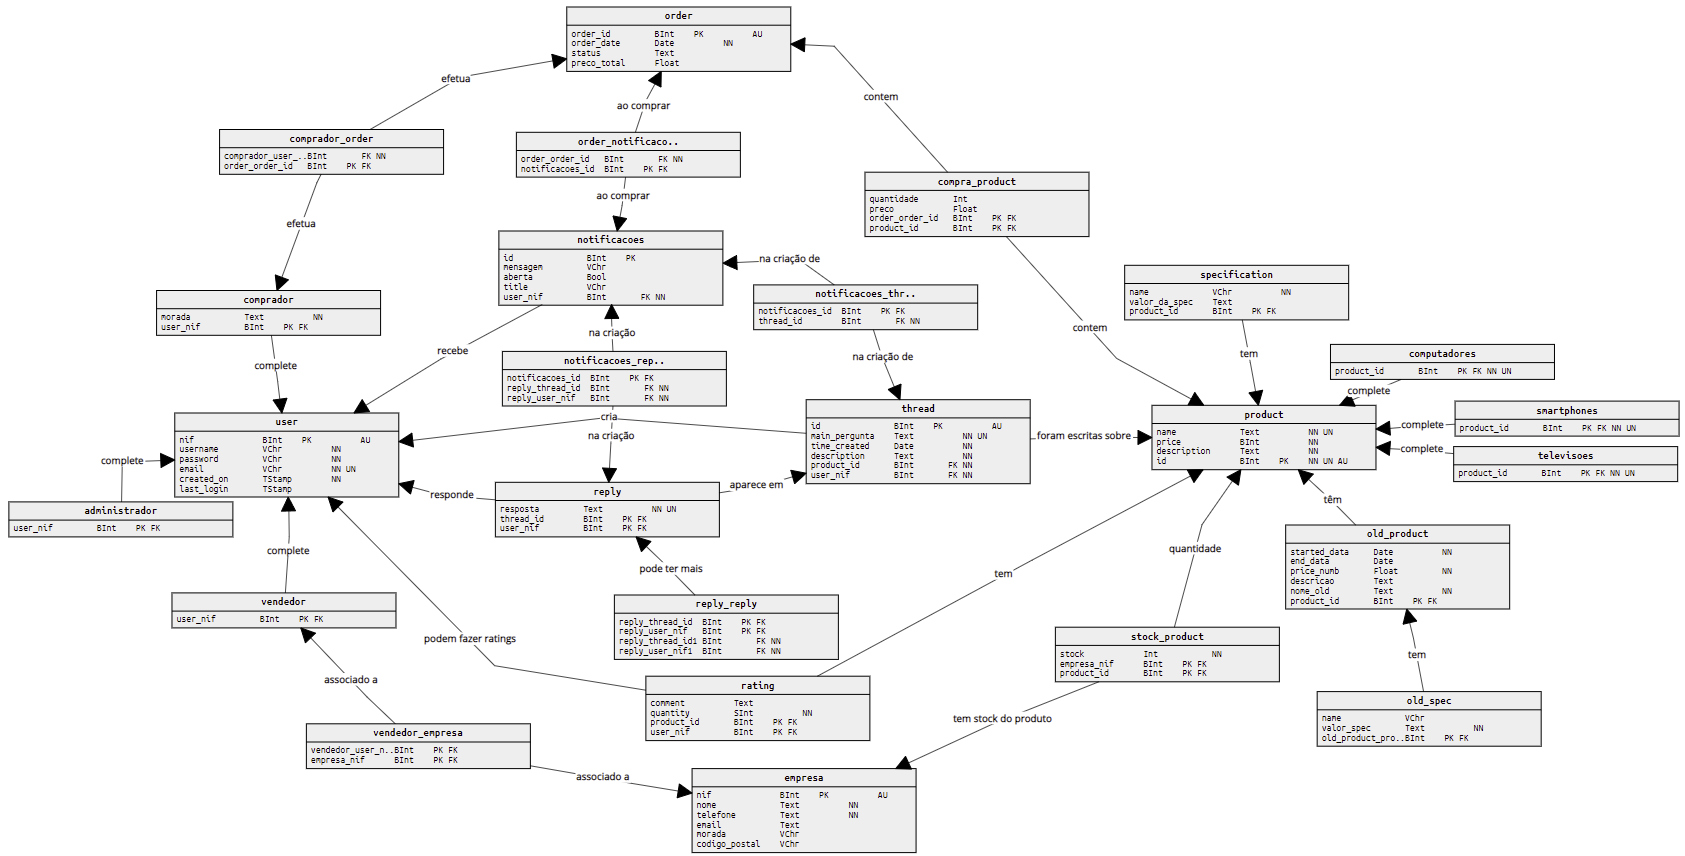 order
order_id BInt PK AU
order_date Date NN
status Text
preco_total Float
efetua
ao comprar
contem
comprador_order
comprador_user_..BInt FK NN
order_order_id BInt PK FK
order_notificaco..
order_order_id BInt FK NN
notificacoes_id BInt PK FK
compra_product
quantidade Int
preco Float
order_order_id BInt PK FK
product_id BInt PK FK
efetua
ao comprar
notificacoes
id BInt PK
mensagem VChr
aberta Bool
title VChr
user_nif BInt FK NN
na criação de
notificacoes_thr..
notificacoes_id BInt PK FK
thread_id BInt FK NN
specification
name VChr NN
valor_da_spec Text
product_id BInt PK FK
comprador
morada Text NN
user_nif BInt PK FK
contem
na criação
recebe
na criação de
tem
complete
notificacoes_rep..
notificacoes_id BInt PK FK
reply_thread_id BInt FK NN
reply_user_nif BInt FK NN
computadores
product_id BInt PK FK NN UN
complete
user
nif BInt PK AU
username VChr NN
password VChr NN
email VChr NN UN
created_on TStamp NN
last_login TStamp
cria
na criação
thread
id BInt PK AU
main_pergunta Text NN UN
time_created Date NN
description Text NN
product_id BInt FK NN
user_nif BInt FK NN
foram escritas sobre
product
name Text NN UN
price BInt NN
description Text NN
id BInt PK NN UN AU
complete
smartphones
product_id BInt PK FK NN UN
complete
televisoes
product_id BInt PK FK NN UN
complete
administrador
user_nif BInt PK FK
responde
reply
resposta Text NN UN
thread_id BInt PK FK
user_nif BInt PK FK
aparece em
têm
old_product
started_data Date NN
end_data Date
price_numb Float NN
descricao Text
nome_old Text NN
product_id BInt PK FK
complete
quantidade
pode ter mais
tem
vendedor
user_nif BInt PK FK
reply_reply
reply_thread_id BInt PK FK
reply_user_nif BInt PK FK
reply_thread_id1 BInt FK NN
reply_user_nif1 BInt FK NN
podem fazer ratings
stock_product
stock Int NN
empresa_nif BInt PK FK
product_id BInt PK FK
tem
associado a
rating
comment Text
quantity SInt NN
product_id BInt PK FK
user_nif BInt PK FK
old_spec
name VChr
valor_spec Text NN
old_product_pro..BInt PK FK
tem stock do produto
vendedor_empresa
vendedor_user_n..BInt PK FK
empresa_nif BInt PK FK
associado a
empresa
nif BInt PK AU
nome Text NN
telefone Text NN
email Text
morada VChr
codigo_postal VChr